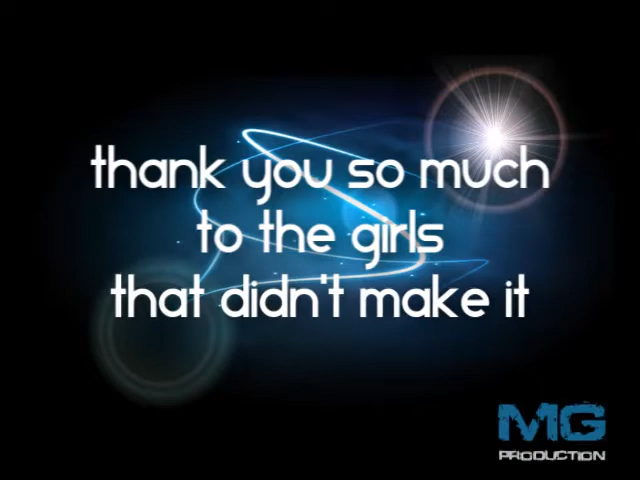 thank you so much
to the girls
that didn't make it
MG
PRODUCTION